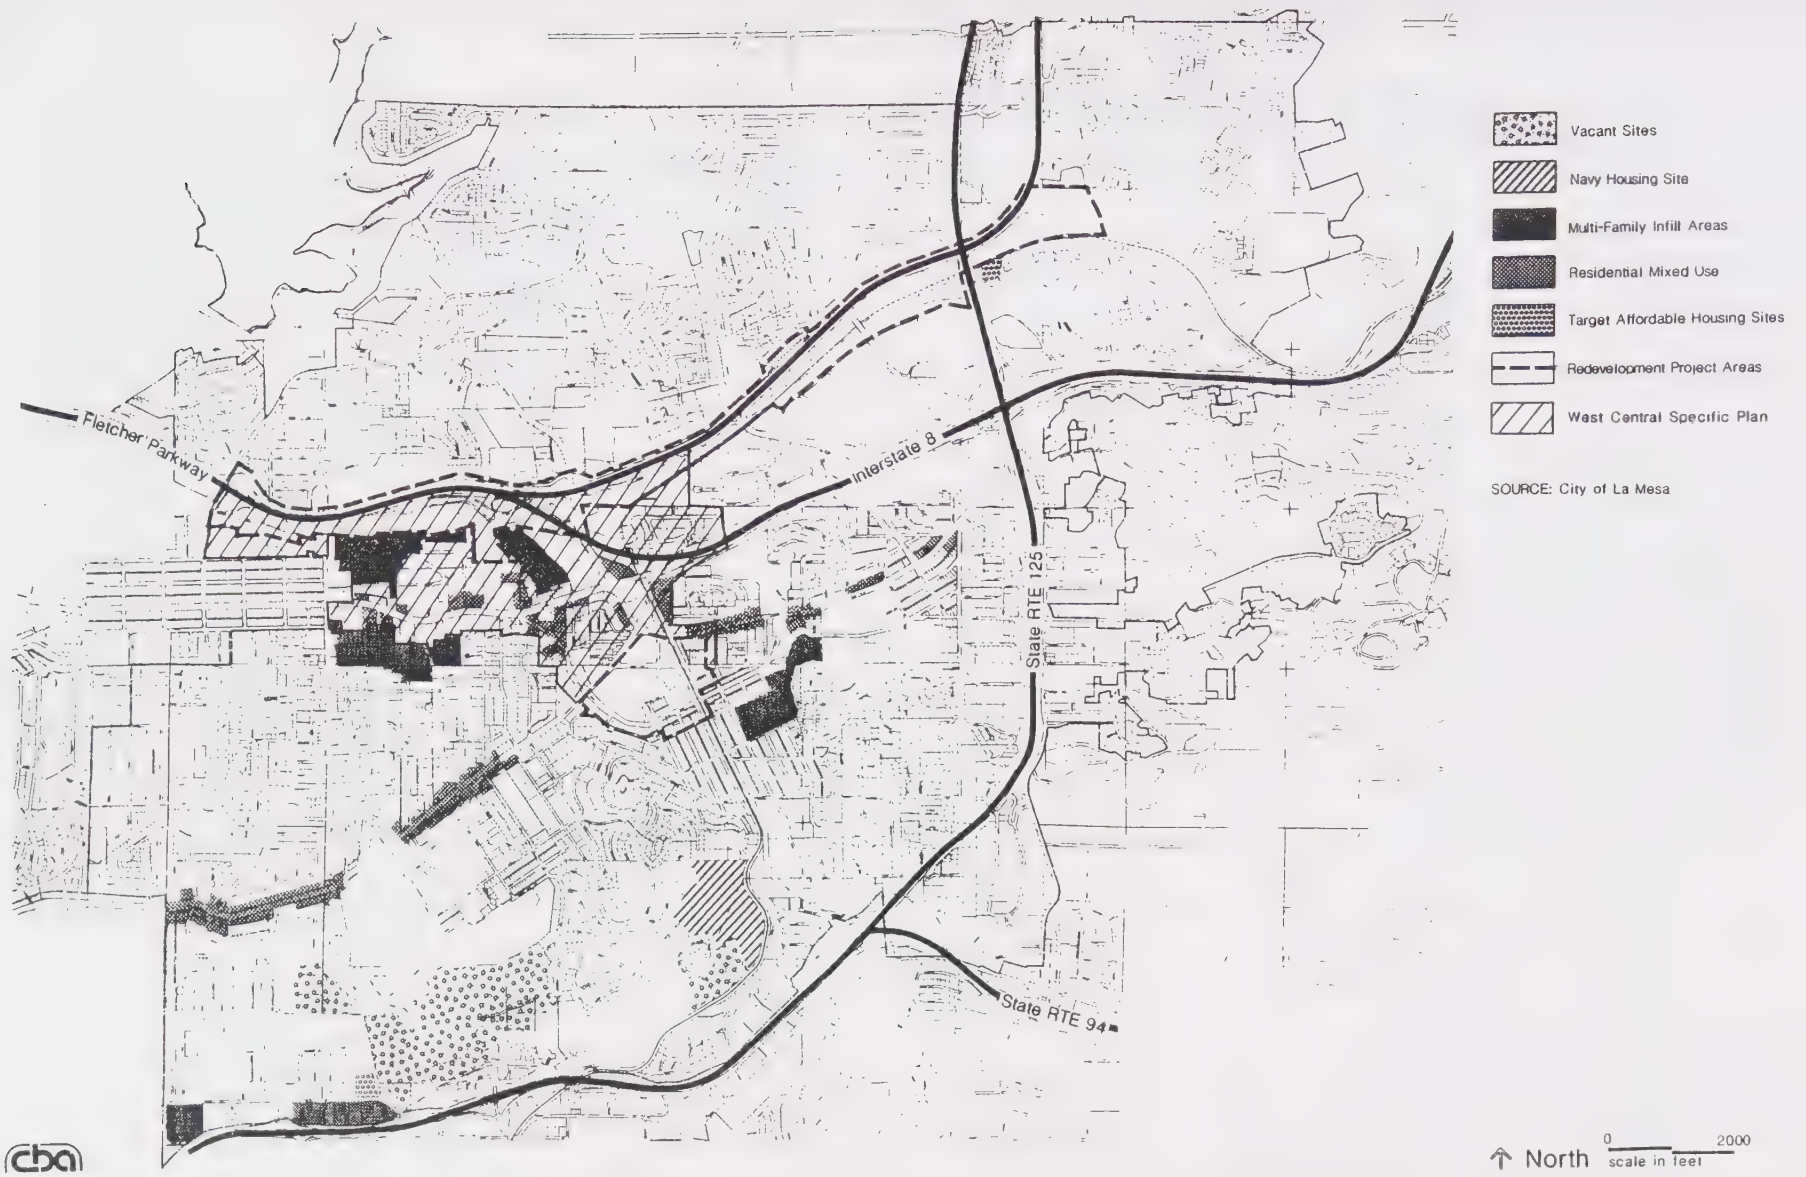 Vacant Sites
Navy Housing Site
Multi-Family Infill Areas
Residential Mixed Use
Target Affordable Housing Sites
Redevelopment Project Areas
West Central Specific Plan
SOURCE: City of La Mesa
Fletcher Parkway
Interstate 8
State RTE 125
State RTE 94
cba
North
0 2000
scale in feet